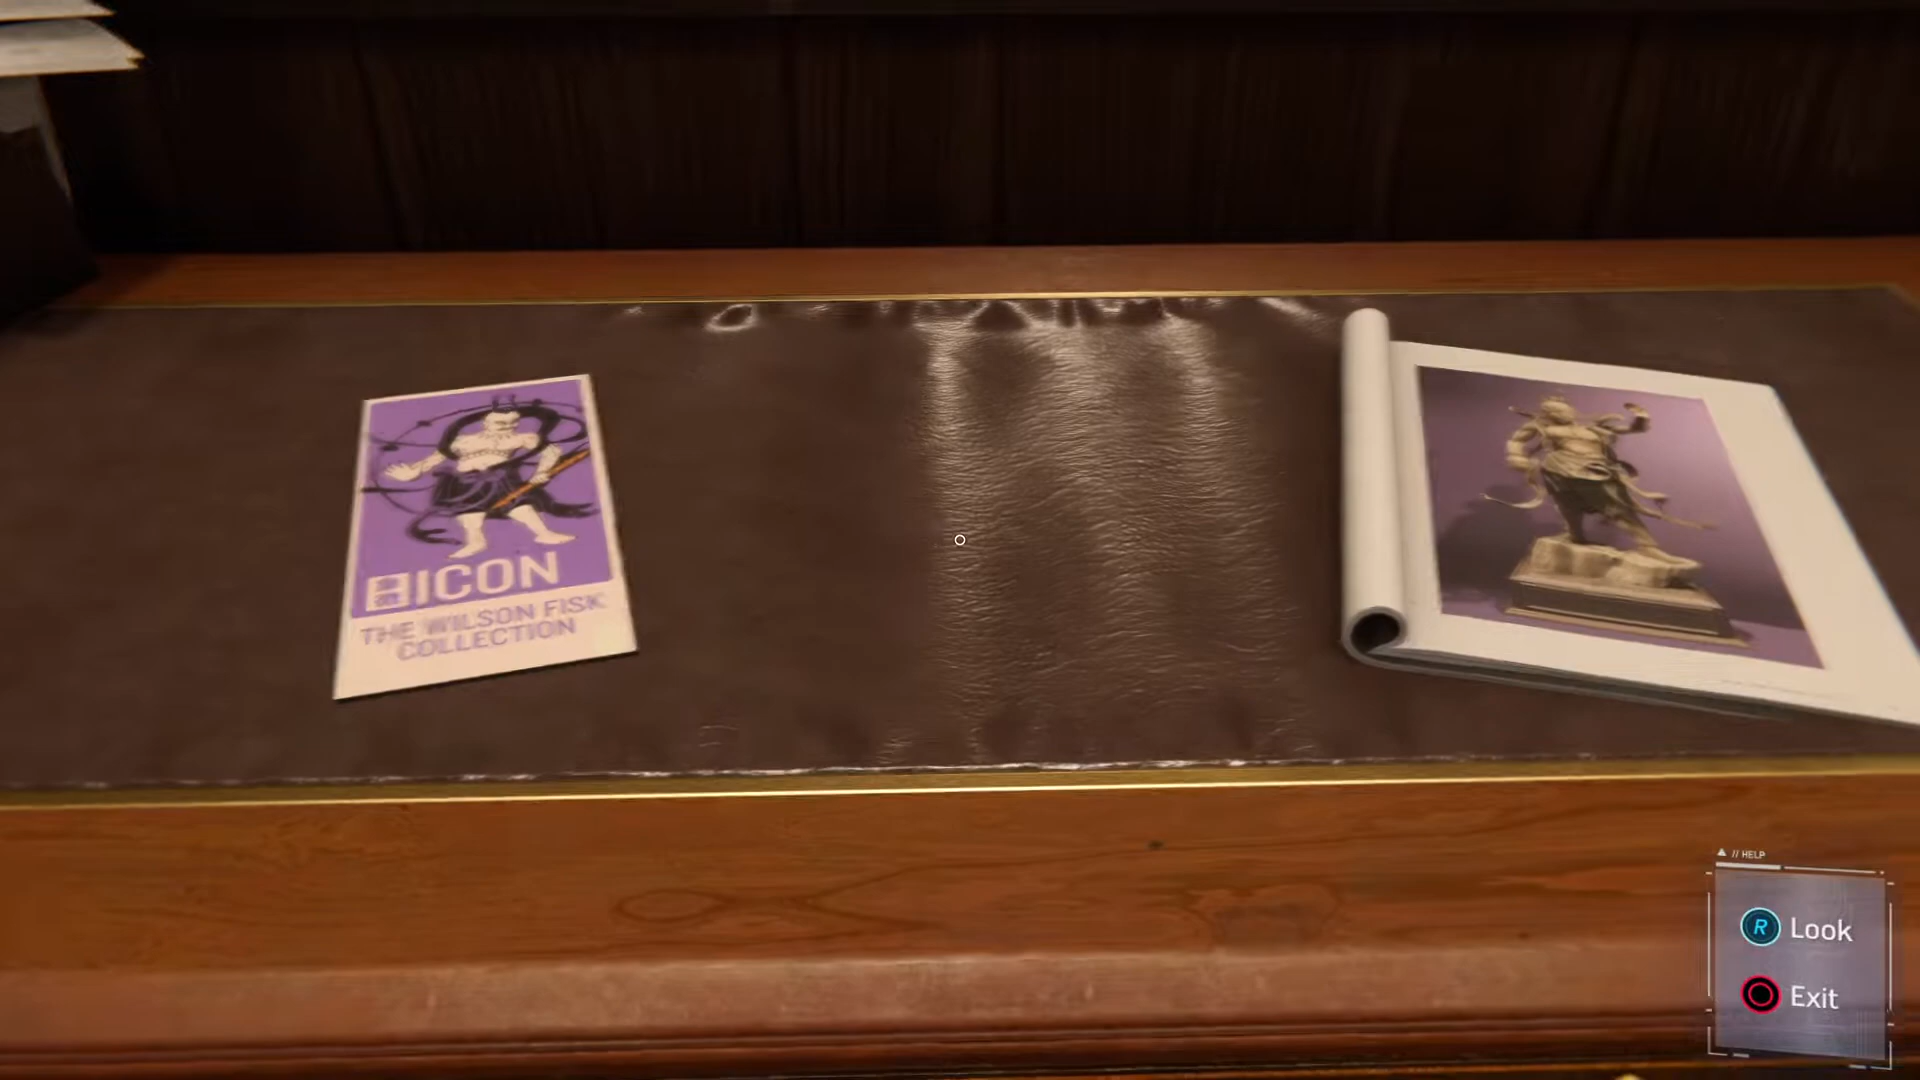 ICON
THE WILSON FISK
COLLECTION
// HELP
R Look
Exit